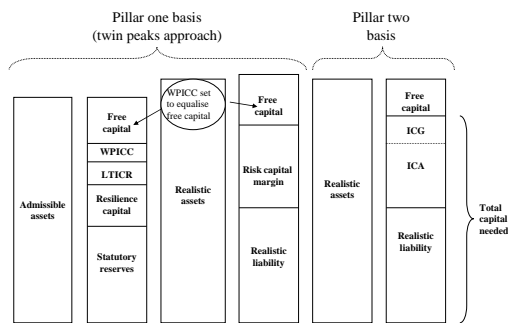 Pillar one basis
(twin peaks approach)
Pillar two
basis
Admissible
assets
Free
capital
WPICC
LTICR
Resilience
capital
Statutory
reserves
WPICC set
to equalise
free capital
Realistic
assets
Free
capital
Risk capital
margin
Realistic
liability
Realistic
assets
Free
capital
ICG
ICA
Realistic
liability
Total
capital
needed